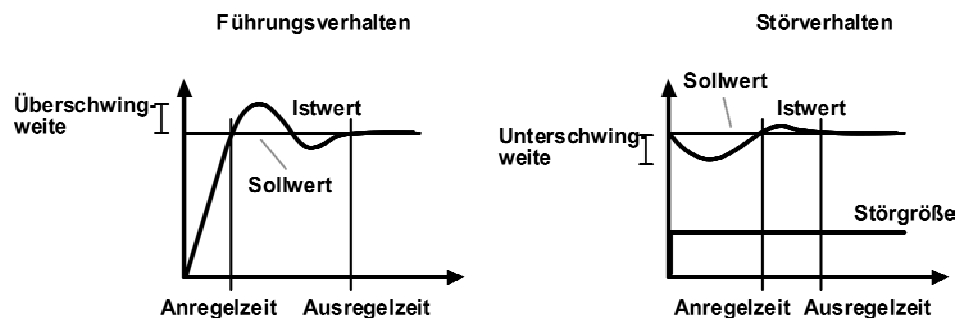 Führungsverhalten
Überschwing-
weite
Istwert
Sollwert
Anregelzeit
Ausregelzeit
Störverhalten
Sollwert
Istwert
Unterschwing-
weite
Störgröße
Anregelzeit
Ausregelzeit